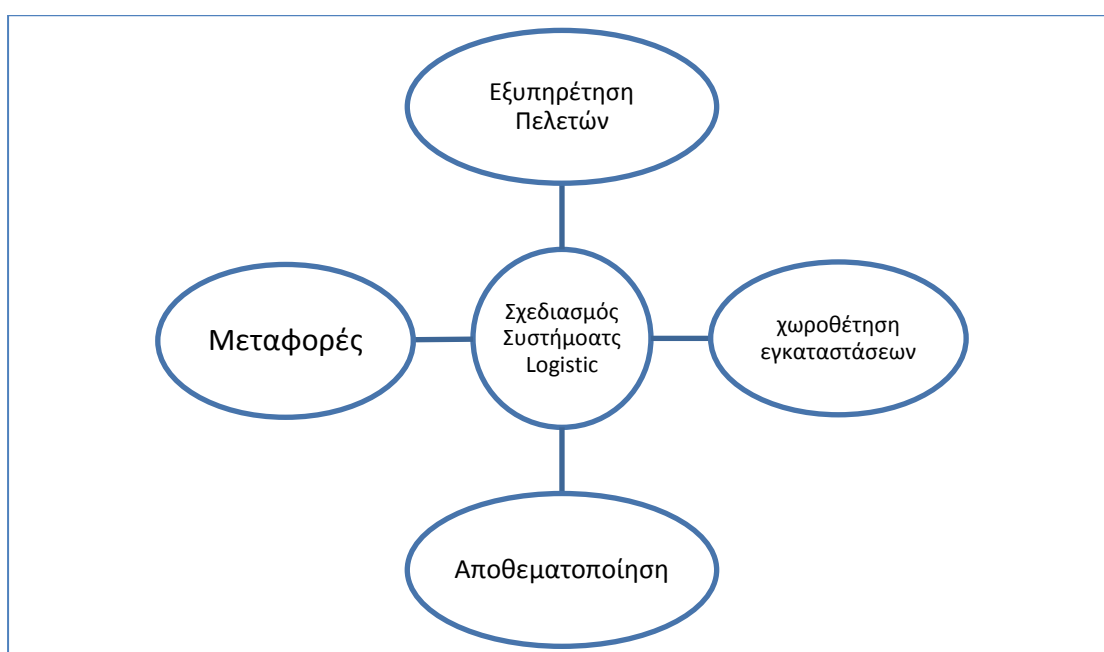 Εξυπηρέτηση
Πελετών
Μεταφορές
Σχεδιασμός
Συστήμοατς
Logistic
χωροθέτηση
εγκαταστάσεων
Αποθεματοποίηση